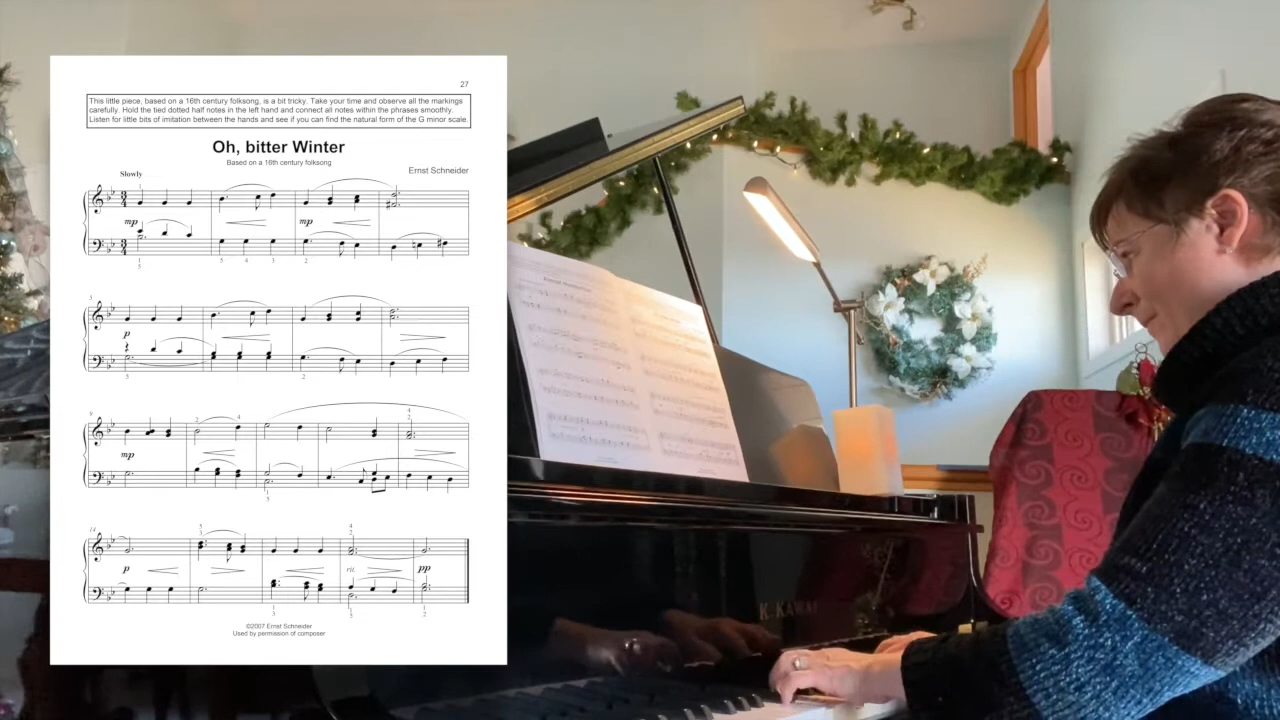 27
This little piece, based on a 16th century folksong, is a bit tricky. Take your time and observe all the markings
carefully. Hold the tied dotted half notes in the left hand and connect all notes within the phrases smoothly.
Listen for little bits of imitation between the hands and see if you can find the natural form of the G minor scale.
Oh, bitter Winter
Based on a 16th century folksong
Ernst Schneider
Slowly
mp
mp
p
mp
p
rit.
pp
©2007 Ernst Schneider
Used by permission of composer
K. KAWAI